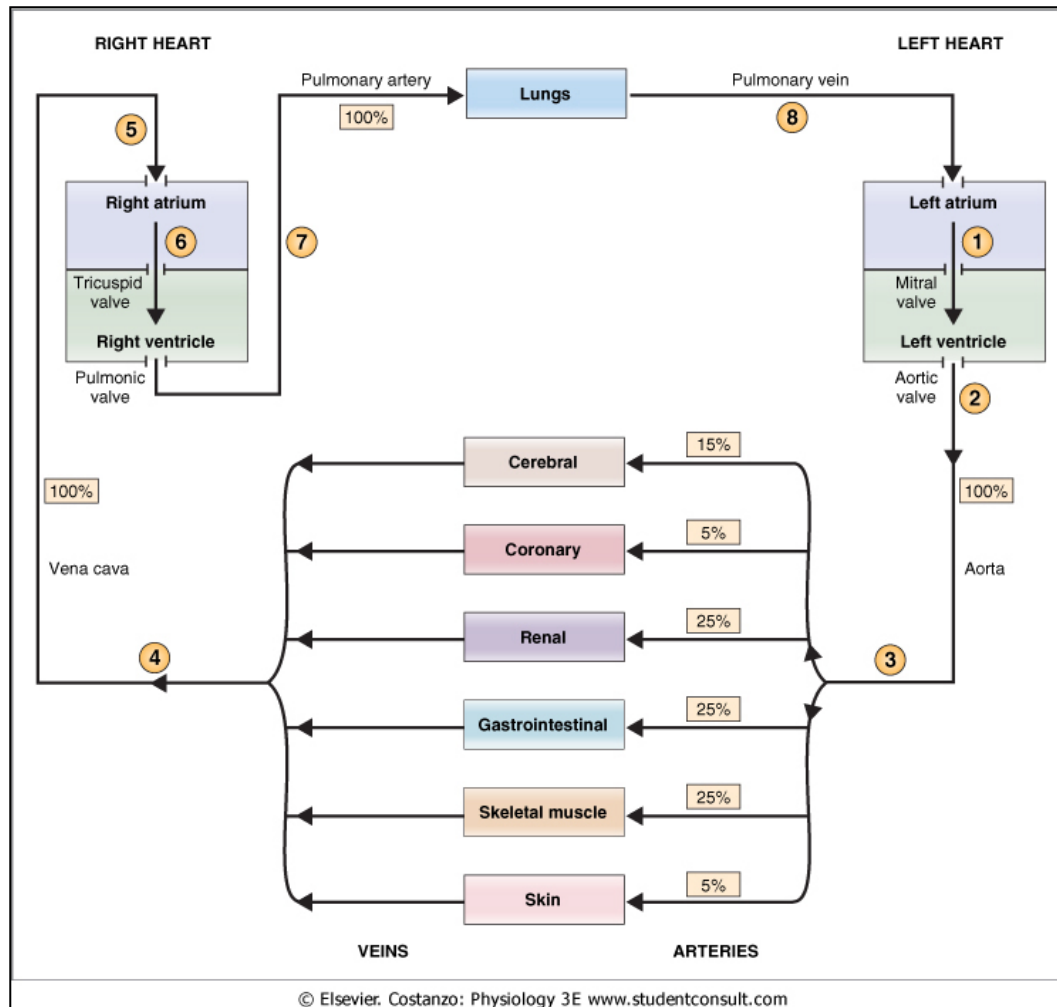 RIGHT HEART
LEFT HEART
Pulmonary artery
100%
Lungs
Pulmonary vein
8
5
Right atrium
6
Tricuspid
valve
Right ventricle
Pulmonic
valve
7
Left atrium
1
Mitral
valve
Left ventricle
Aortic
valve
2
100%
Vena cava
4
Cerebral
15%
Coronary
5%
Renal
25%
Gastrointestinal
25%
Skeletal muscle
25%
Skin
5%
100%
Aorta
3
VEINS
ARTERIES
© Elsevier. Costanzo: Physiology 3E www.studentconsult.com